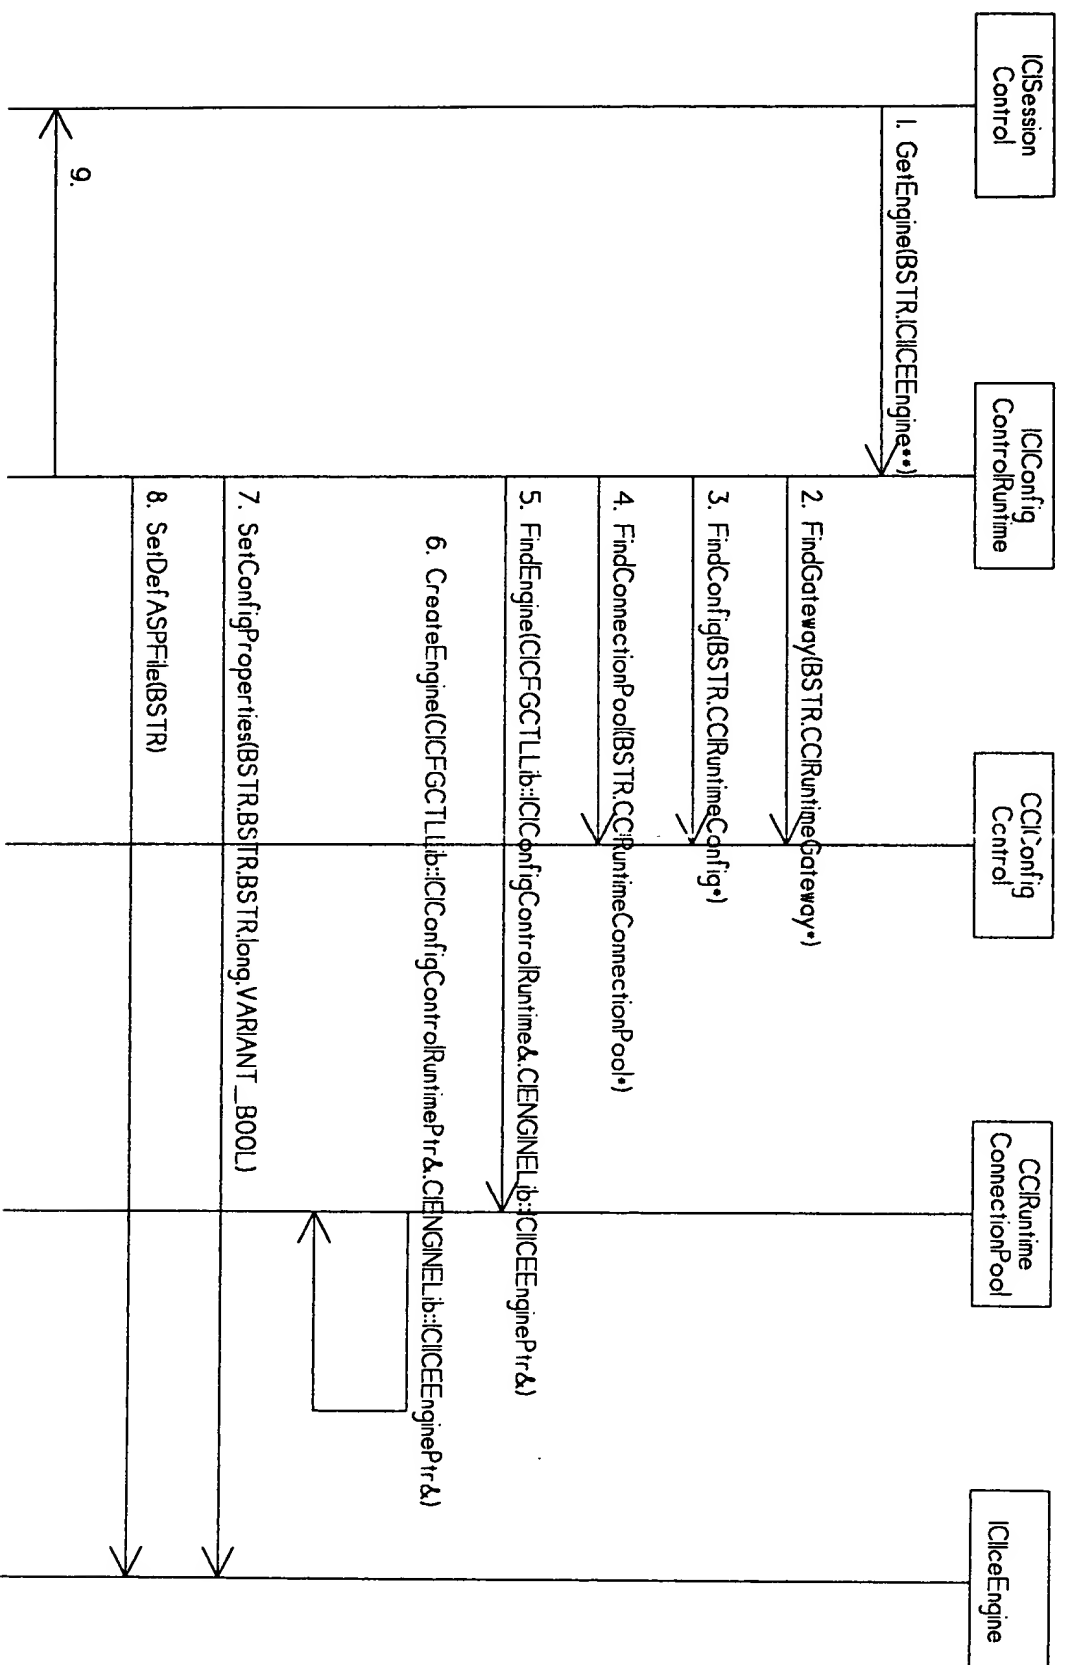 ICISession
Control
ICIConfig
ControlRuntime
CCIConfig
Control
CCIRuntime
ConnectionPool
ICIIceEngine
1. GetEngine(BSTR,ICIICEEngine**)
2. FindGateway(BSTR,CCIRuntimeGateway*)
3. FindConfig(BSTR,CCIRuntimeConfig*)
4. FindConnectionPool(BSTR,CCIRuntimeConnectionPool*)
5. FindEngine(CICFGCTLLib::ICIConfigControlRuntime&,CIENGINELib::ICIICEEnginePtr&)
6. CreateEngine(CICFGCTLLib::ICIConfigControlRuntimePtr&,CIENGINELib::ICIICEEnginePtr&)
7. SetConfigProperties(BSTR,BSTR,BSTR,long,VARIANT_BOOL)
8. SetDefASPFile(BSTR)
9.